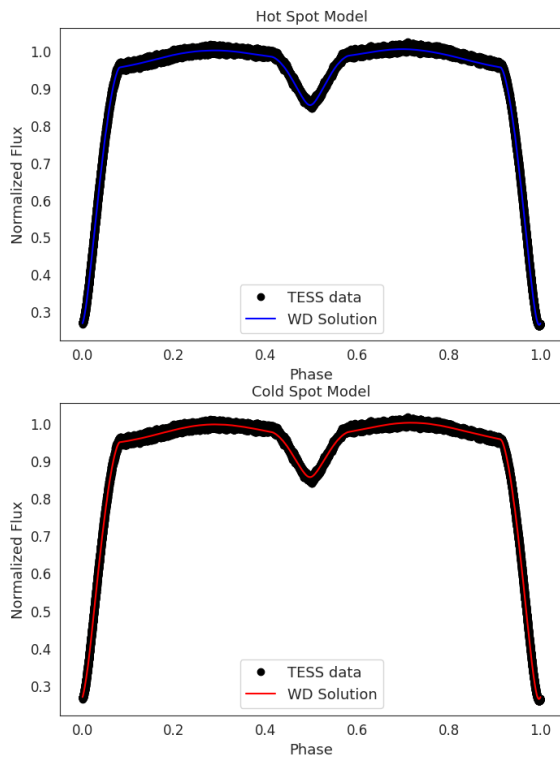 Hot Spot Model
1.0
0.9
0.8
0.7
0.6
0.5
0.4
0.3
Normalized Flux
TESS data
WD Solution
0.0 0.2 0.4 0.6 0.8 1.0
Phase
Cold Spot Model
1.0
0.9
0.8
0.7
0.6
0.5
0.4
0.3
Normalized Flux
TESS data
WD Solution
0.0 0.2 0.4 0.6 0.8 1.0
Phase